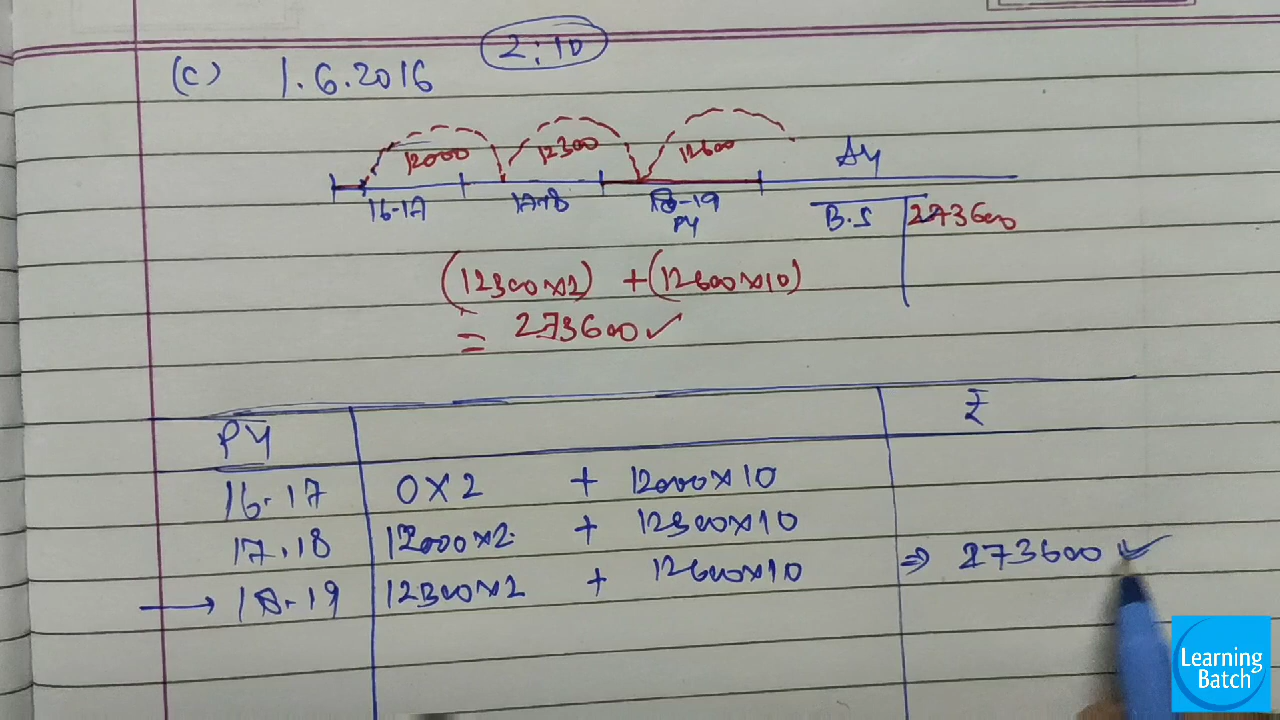 (C) 1.6.2016 2:10
12000 12300 12600
AY
16-17 17-18 18-19
PY
B.S 273600
(12300×2) + (12600×10)
= 273600 ✓
PY ₹
16-17 0×2 + 12000×10
17-18 12000×2 + 12300×10
→ 18-19 12300×2 + 12600×10 ⇒ 273600 ✓
Learning
Batch